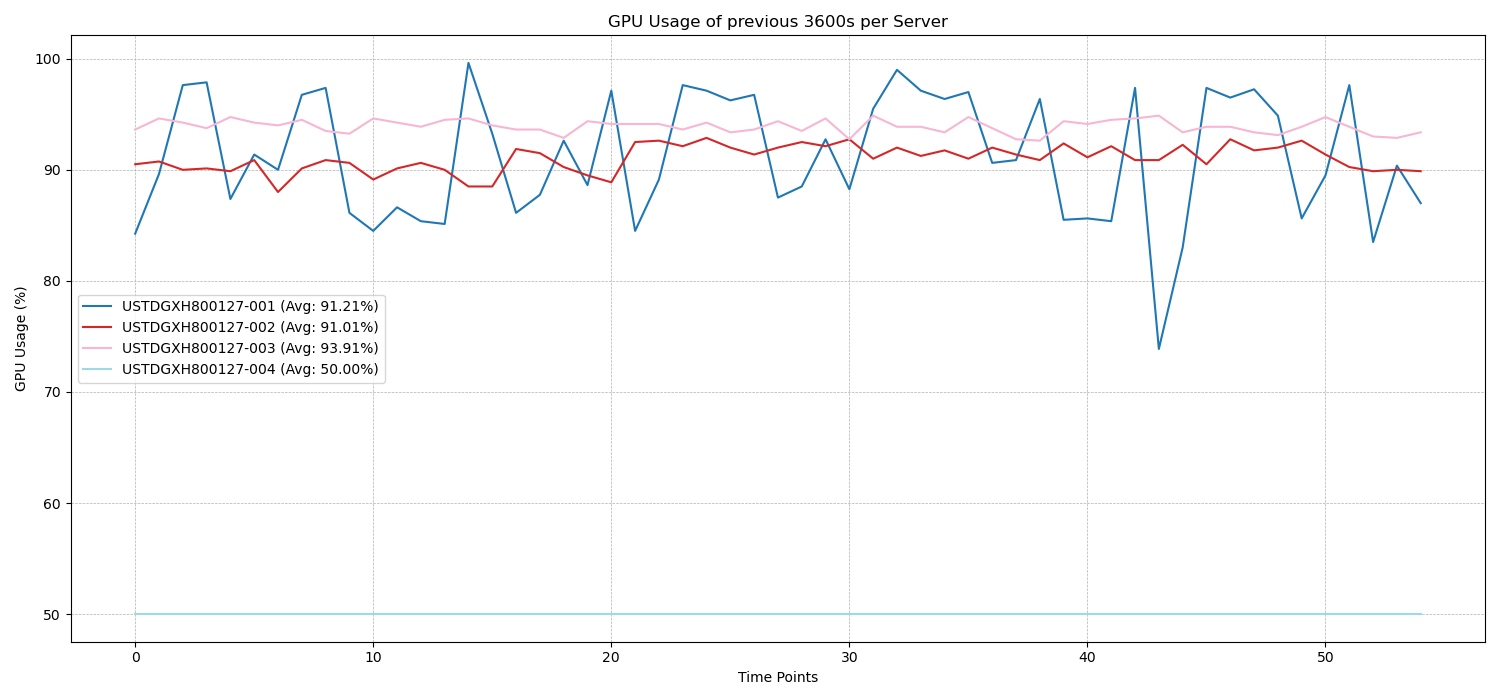 GPU Usage of previous 3600s per Server
100
90
80
70
60
50
GPU Usage (%)
USTDGXH800127-001 (Avg: 91.21%)
USTDGXH800127-002 (Avg: 91.01%)
USTDGXH800127-003 (Avg: 93.91%)
USTDGXH800127-004 (Avg: 50.00%)
0 10 20 30 40 50
Time Points